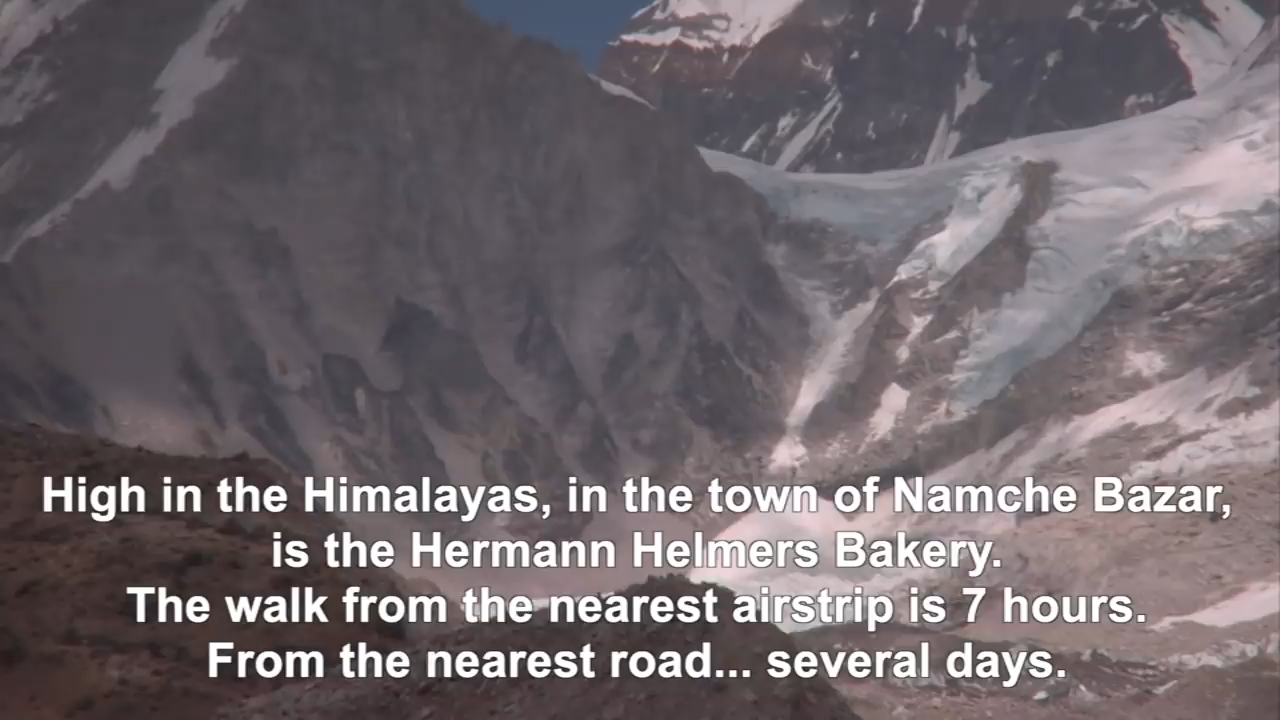 High in the Himalayas, in the town of Namche Bazar,
is the Hermann Helmers Bakery.
The walk from the nearest airstrip is 7 hours.
From the nearest road... several days.